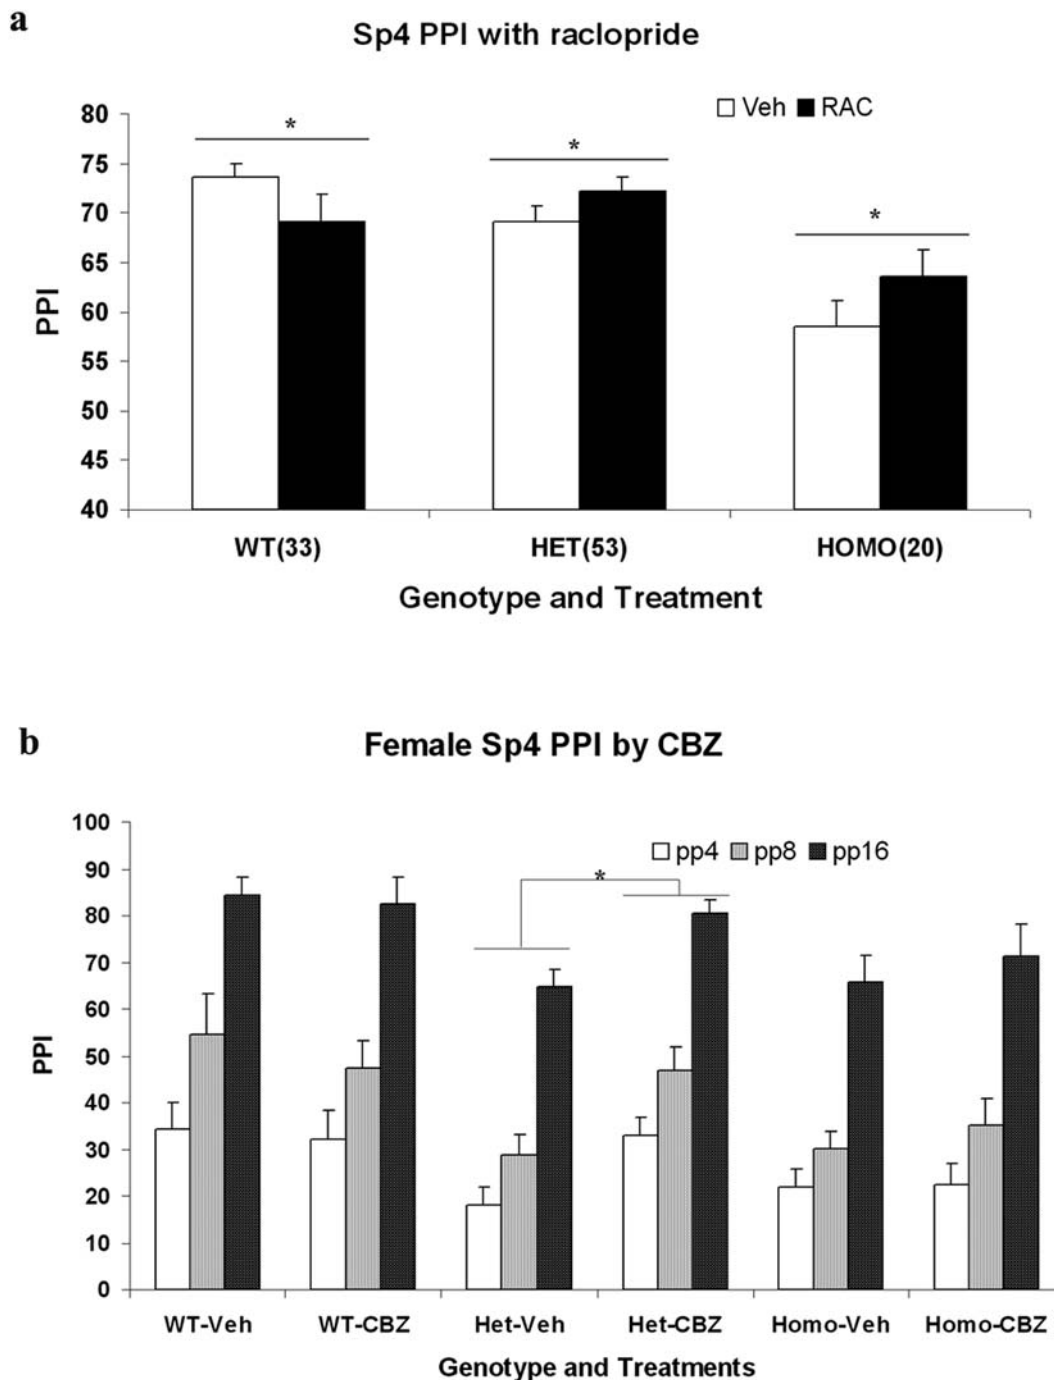 a
Sp4 PPI with raclopride
Veh RAC
80
75
70
65
60
55
50
45
40
PPI
* * *
WT(33) HET(53) HOMO(20)
Genotype and Treatment
b
Female Sp4 PPI by CBZ
pp4 pp8 pp16
100
90
80
70
60
50
40
30
20
10
0
PPI
*
WT-Veh WT-CBZ Het-Veh Het-CBZ Homo-Veh Homo-CBZ
Genotype and Treatments